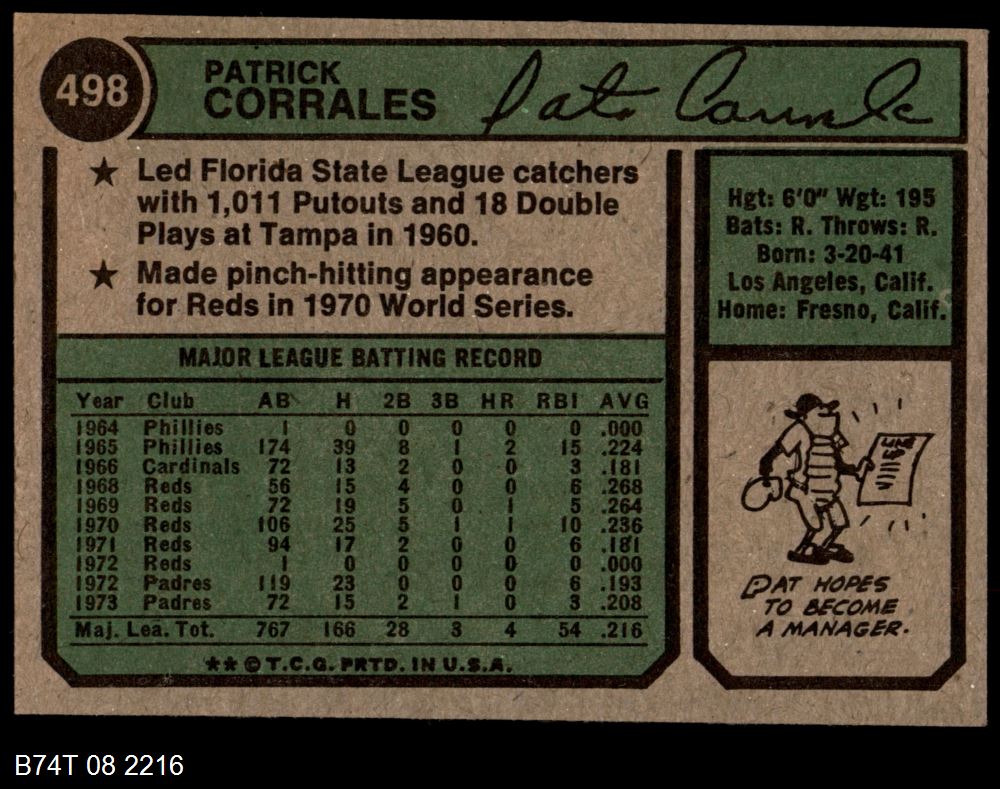 498
PATRICK
CORRALES
Pat Corrales
★ Led Florida State League catchers
with 1,011 Putouts and 18 Double
Plays at Tampa in 1960.
★ Made pinch-hitting appearance
for Reds in 1970 World Series.
Hgt: 6'0" Wgt: 195
Bats: R. Throws: R.
Born: 3-20-41
Los Angeles, Calif.
Home: Fresno, Calif.
MAJOR LEAGUE BATTING RECORD
Year Club AB H 2B 3B HR RBI AVG
1964 Phillies 1 0 0 0 0 0 .000
1965 Phillies 174 39 8 1 2 15 .224
1966 Cardinals 72 13 2 0 0 3 .181
1968 Reds 56 15 4 0 0 6 .268
1969 Reds 72 19 5 0 1 5 .264
1970 Reds 106 25 5 1 1 10 .236
1971 Reds 94 17 2 0 0 6 .181
1972 Reds 1 0 0 0 0 0 .000
1972 Padres 119 23 0 0 0 6 .193
1973 Padres 72 15 2 1 0 3 .208
Maj. Lea. Tot. 767 166 28 3 4 54 .216
★★ © T.C.G. PRTD. IN U.S.A.
LINE
UP
PAT HOPES
TO BECOME
A MANAGER.
B74T 08 2216